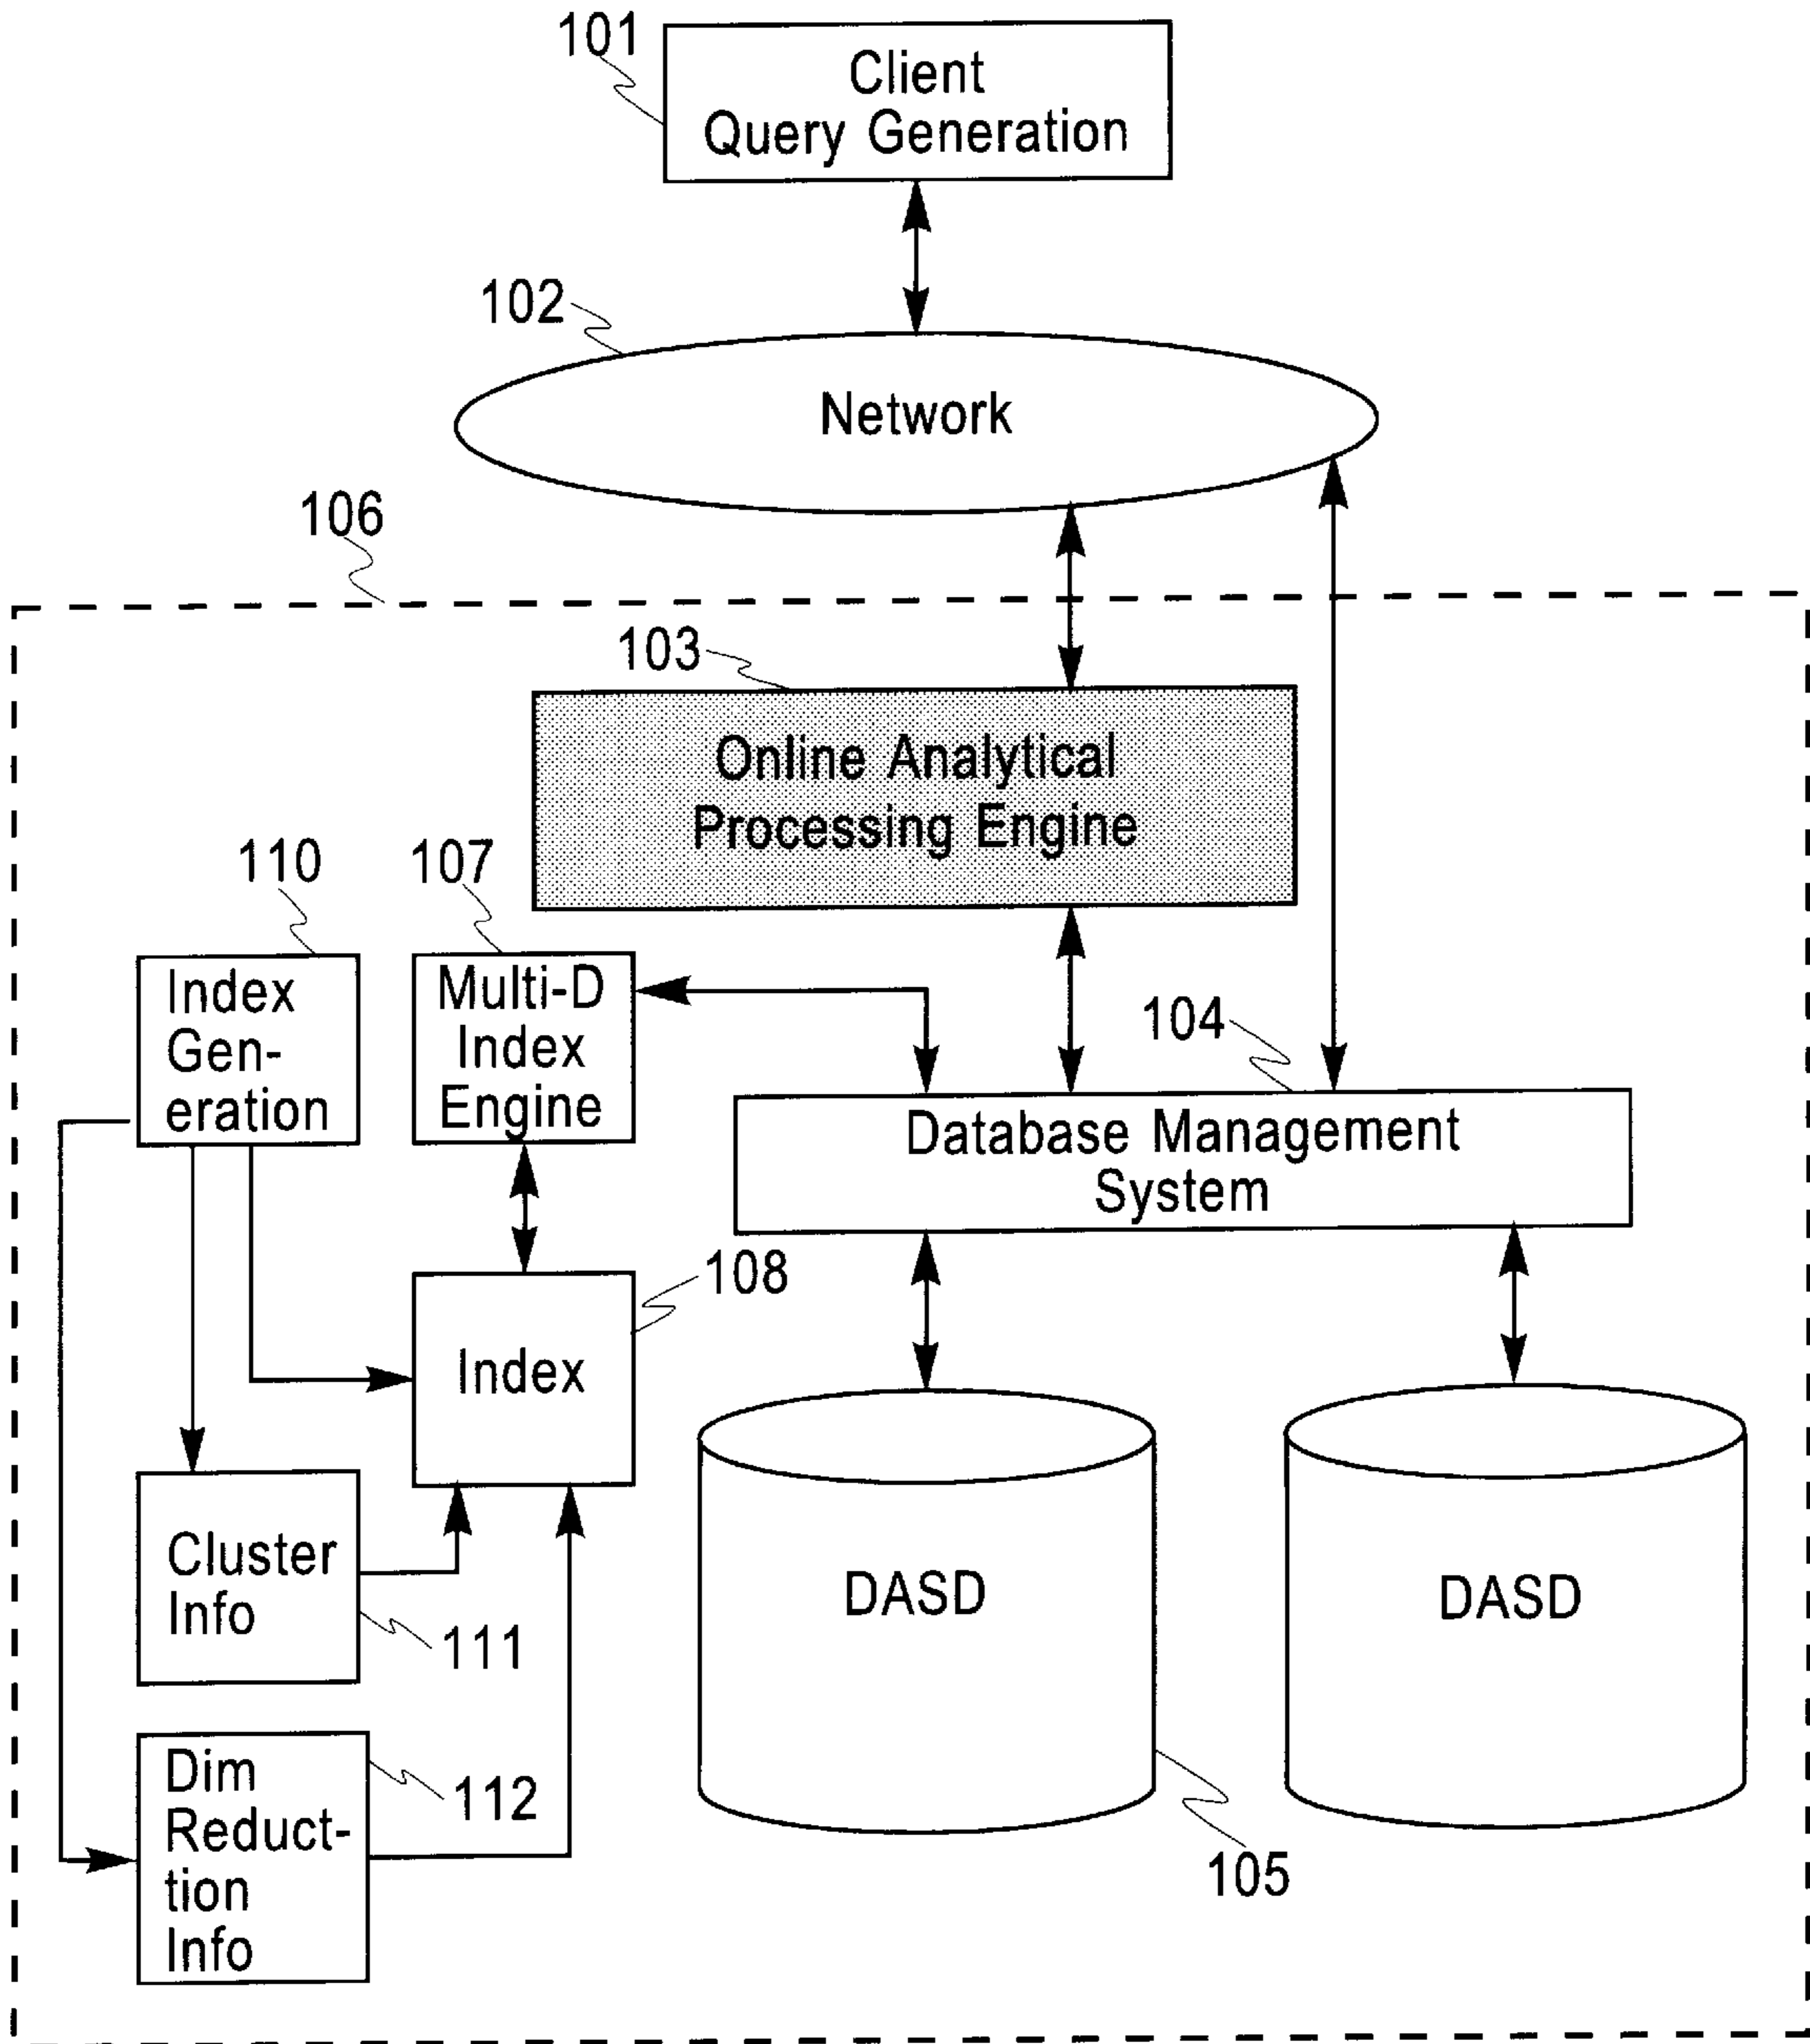 101
Client
Query Generation
102
Network
106
103
Online Analytical
Processing Engine
110
107
Index
Gen-
eration
Multi-D
Index
Engine
104
Database Management
System
108
Index
Cluster
Info
111
DASD
DASD
Dim
Reduct-
tion
Info
112
105